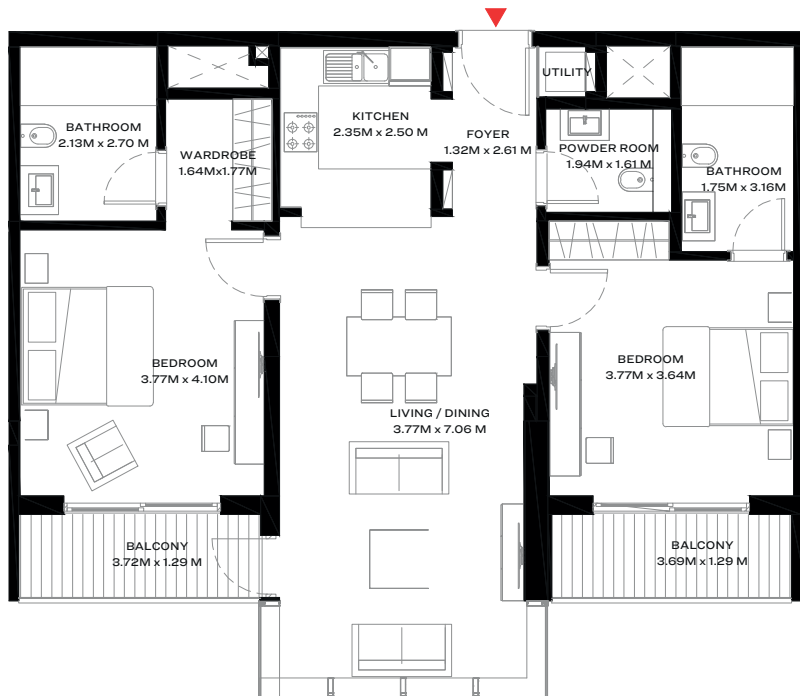 UTILITY
KITCHEN
2.35M x 2.50 M
BATHROOM
2.13M x 2.70 M
FOYER
1.32M x 2.61 M
POWDER ROOM
1.94M x 1.61 M
WARDROBE
1.64Mx1.77M
BATHROOM
1.75M x 3.16M
BEDROOM
3.77M x 4.10M
BEDROOM
3.77M x 3.64M
LIVING / DINING
3.77M x 7.06 M
BALCONY
3.72M x 1.29 M
BALCONY
3.69M x 1.29 M